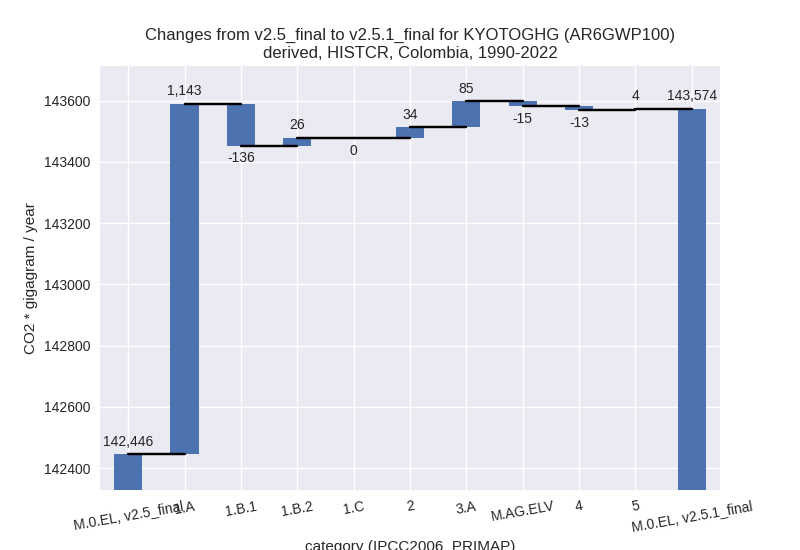 Changes from v2.5_final to v2.5.1_final for KYOTOGHG (AR6GWP100)
derived, HISTCR, Colombia, 1990-2022
CO2 * gigagram / year
143600
143400
143200
143000
142800
142600
142400
142,446
1,143
-136
26
0
34
85
-15
-13
4
143,574
M.0.EL, v2.5_final
1.A
1.B.1
1.B.2
1.C
2
3.A
M.AG.ELV
4
5
M.0.EL, v2.5.1_final
category (IPCC2006_PRIMAP)